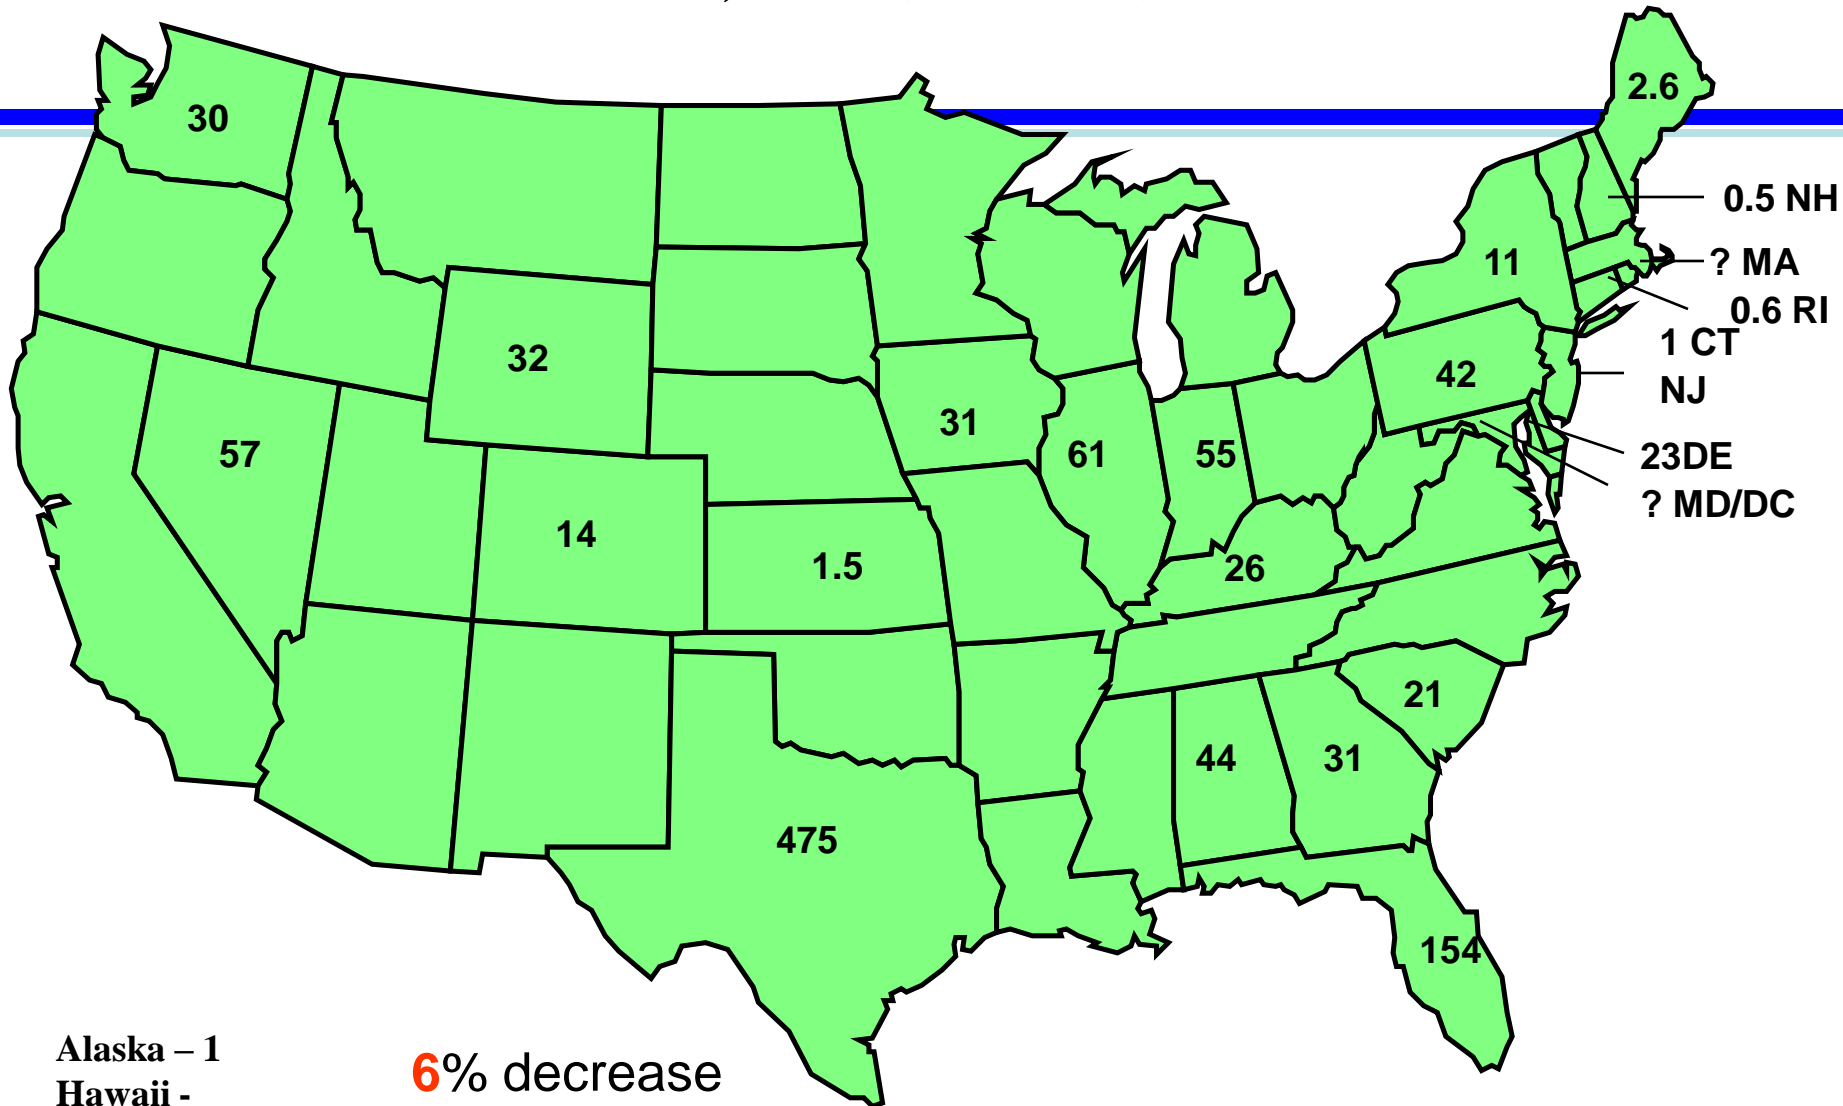 2.6
30
0.5 NH
11
? MA
0.6 RI
1 CT
32
42
NJ
31
57
61
55
23DE
? MD/DC
14
1.5
26
21
44
31
475
154
Alaska – 1
Hawaii -
6% decrease